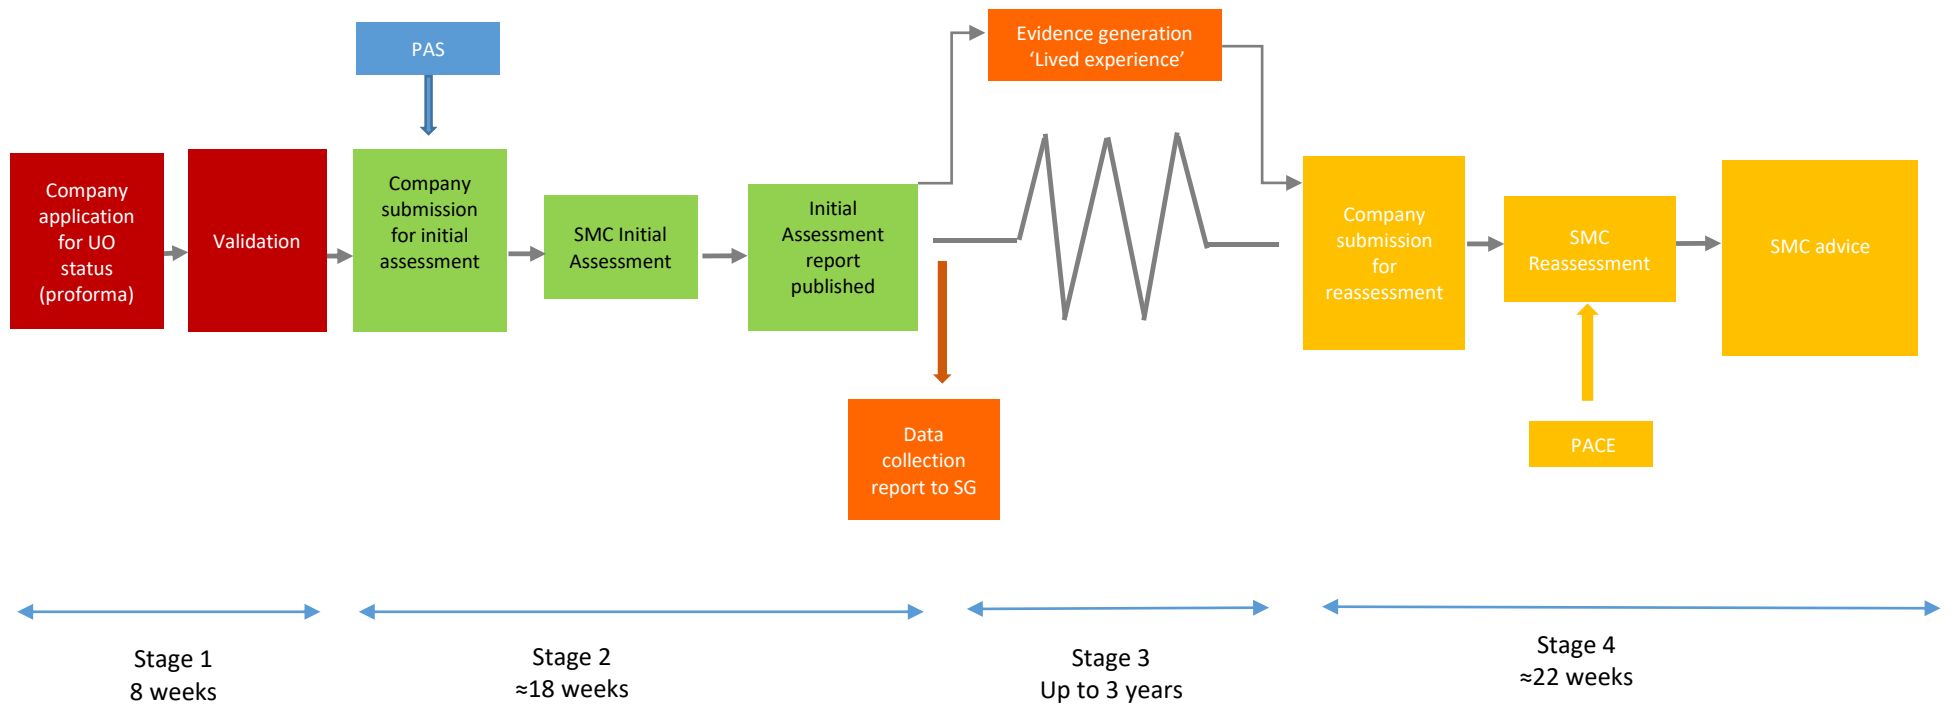 PAS
Evidence generation
‘Lived experience’
Company
application
for UO
status
(proforma)
Validation
Company
submission
for initial
assessment
SMC Initial
Assessment
Initial
Assessment
report
published
Company
submission
for
reassessment
SMC
Reassessment
SMC advice
Data
collection
report to SG
PACE
Stage 1
8 weeks
Stage 2
≈18 weeks
Stage 3
Up to 3 years
Stage 4
≈22 weeks